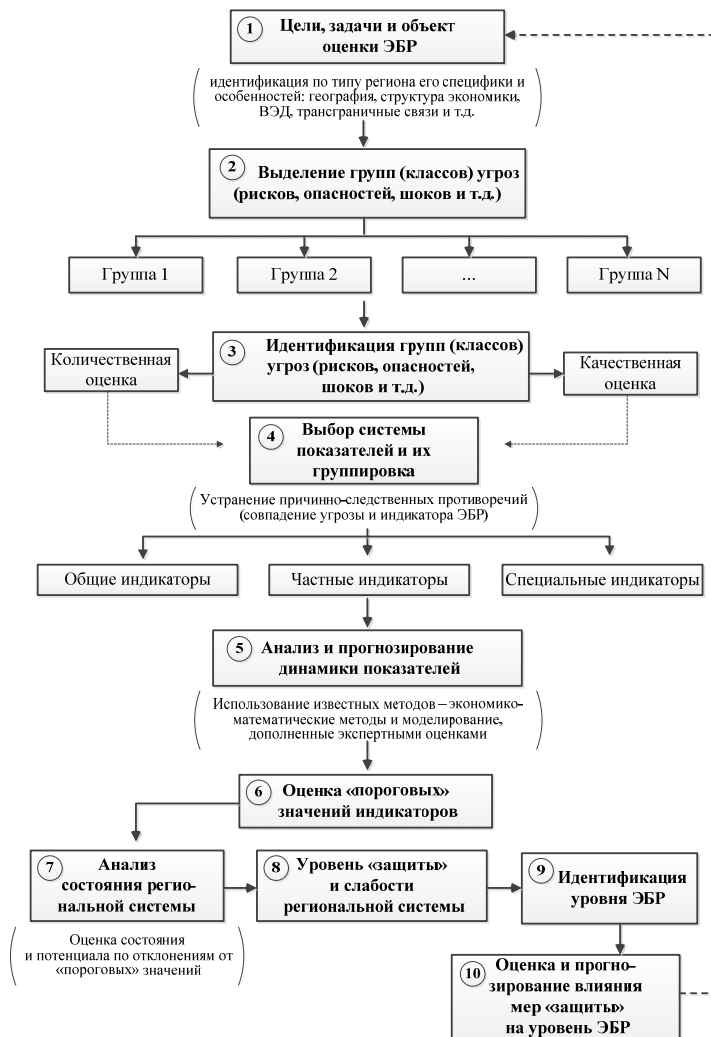 1 Цели, задачи и объект
оценки ЭБР
идентификация по типу региона его специфики и
особенностей: география, структура экономики,
ВЭД, трансграничные связи и т.д.
2 Выделение групп (классов) угроз
(рисков, опасностей, шоков и т.д.)
Группа 1
Группа 2
...
Группа N
3 Идентификация групп (классов)
угроз (рисков, опасностей,
шоков и т.д.)
Количественная
оценка
Качественная
оценка
4 Выбор системы
показателей и их
группировка
Устранение причинно-следственных противоречий
(совпадение угрозы и индикатора ЭБР)
Общие индикаторы
Частные индикаторы
Специальные индикаторы
5 Анализ и прогнозирование
динамики показателей
Использование известных методов – экономико-
математические методы и моделирование,
дополненные экспертными оценками
6 Оценка «пороговых»
значений индикаторов
7 Анализ
состояния регио-
нальной системы
Оценка состояния
и потенциала по отклонениям от
«пороговых» значений
8 Уровень «защиты»
и слабости
региональной системы
9 Идентификация
уровня ЭБР
10 Оценка и прогно-
зирование влияния
мер «защиты»
на уровень ЭБР